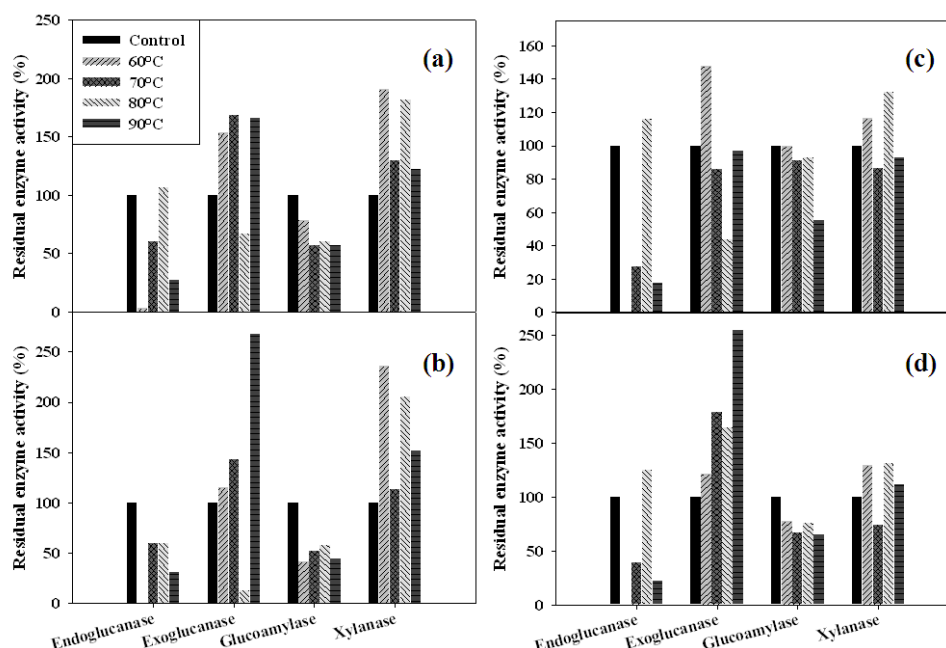 250
200
150
100
50
0
Residual enzyme activity (%)
Control
60°C
70°C
80°C
90°C
(a)
160
140
120
100
80
60
40
20
0
Residual enzyme activity (%)
(c)
250
200
150
100
50
0
Residual enzyme activity (%)
(b)
Endoglucanase
Exoglucanase
Glucoamylase
Xylanase
250
200
150
100
50
0
Residual enzyme activity (%)
(d)
Endoglucanase
Exoglucanase
Glucoamylase
Xylanase